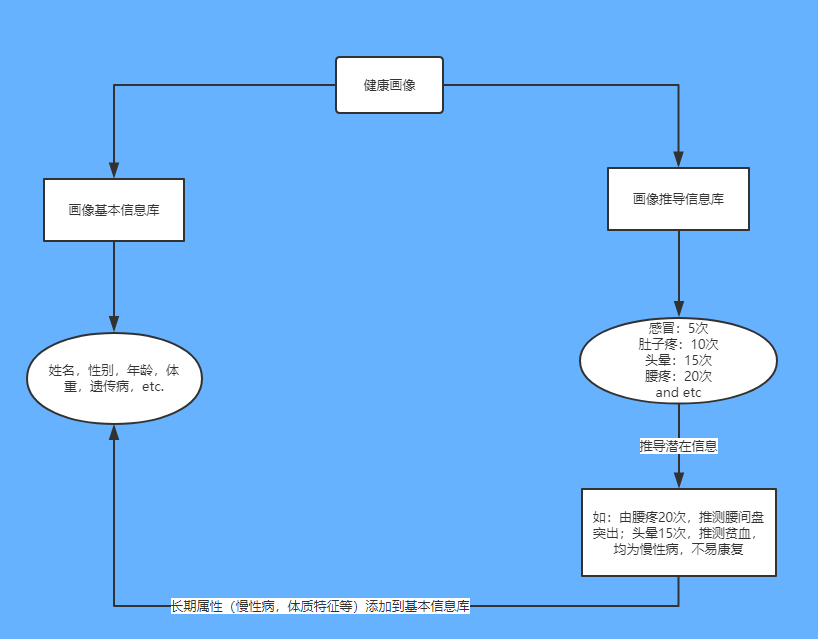 健康画像
画像基本信息库
画像推导信息库
姓名，性别，年龄，体
重，遗传病，etc.
感冒：5次
肚子疼：10次
头晕：15次
腰疼：20次
and etc
推导潜在信息
如：由腰疼20次，推测腰间盘
突出；头晕15次，推测贫血，
均为慢性病，不易康复
长期属性（慢性病，体质特征等）添加到基本信息库